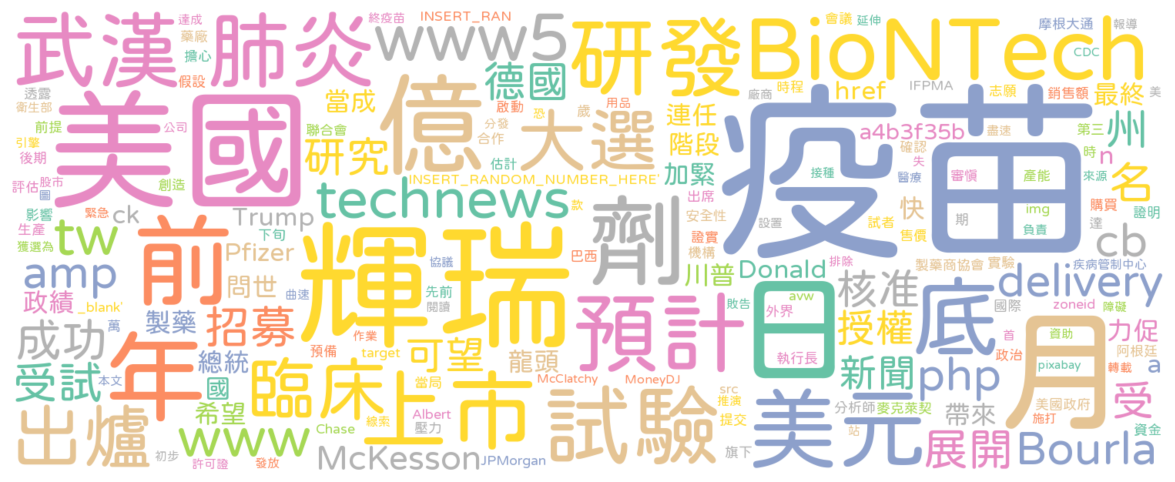 武漢肺炎
達成
藥廠
擔心
終疫苗
假設
INSERT_RAN
www5
研發
BioNTech
會議
延伸
摩根大通
報導
CDC
透露
衛生部
當成
德國
啟動
用品
億
分發
恐
歲
合作
大選
連任
階段
廠商
時程
href
IFPMA
志願
銷售額
最終
美
州
美國
前提
引擎
後期
公司
聯合會
研究
估計
疫苗
a4b3f35b
確認
盡速
第三
n
時
名
評估
股市
圖
創造
INSERT_RANDOM_NUMBER_HERE'
加緊
接種
失
醫療
審慎
產能
來源
影響
生產
緊急
ck
Trump
technews
款
劑
出席
安全性
設置
試者
快
期
img
負責
購買
證明
達
獲選為
tw
前
下旬
Pfizer
輝瑞
巴西
證實
機構
川普
Donald
排除
售價
製藥商協會
實驗
cb
疾病管制中心
amp
問世
協議
先前
閱讀
曲速
預計
日
avw
外界
執行長
核准
delivery
國際
zoneid
障礙
政績
_blank'
萬
製藥
招募
作業
敗告
授權
底
月
資助
首
力促
成功
年
總統
預備
target
可望
龍頭
政治
pixabay
阿根廷
轉載
a
受試
本文
國
臨床
當局
McClatchy
MoneyDJ
新聞
php
美國政府
施打
受
希望
上市
Albert
壓力
線索
試驗
src
推演
提交
美元
分析師
麥克萊契
帶來
資金
出爐
初步
www
許可證
發放
Chase
McKesson
JPMorgan
旗下
站
展開
Bourla